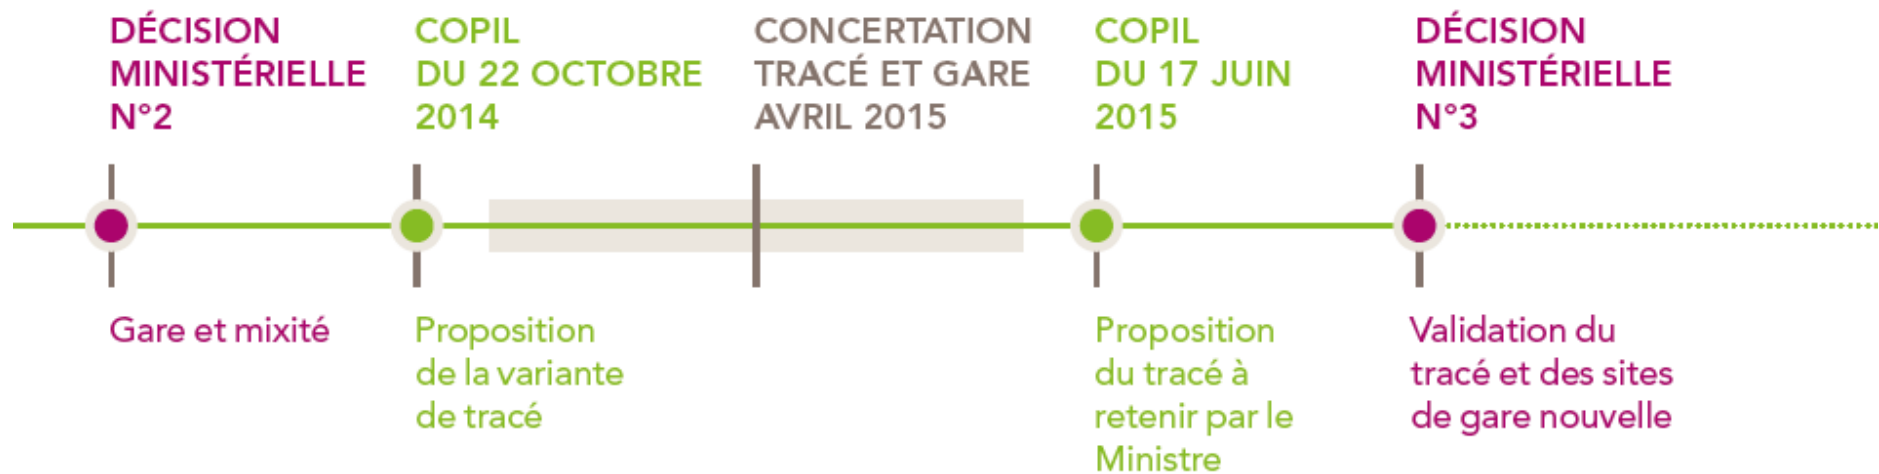 DÉCISION
MINISTÉRIELLE
N°2
COPIL
DU 22 OCTOBRE
2014
CONCERTATION
TRACÉ ET GARE
AVRIL 2015
COPIL
DU 17 JUIN
2015
DÉCISION
MINISTÉRIELLE
N°3
Gare et mixité
Proposition
de la variante
de tracé
Proposition
du tracé à
retenir par le
Ministre
Validation du
tracé et des sites
de gare nouvelle